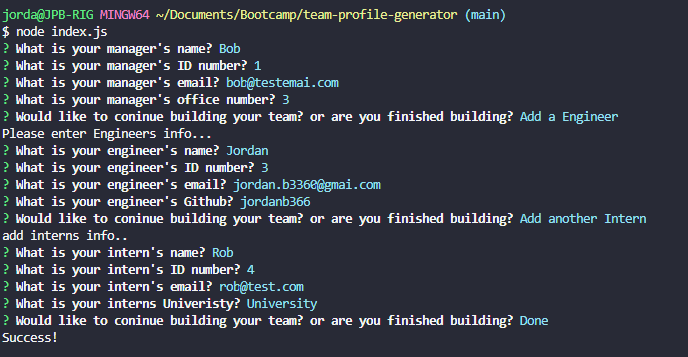 jorda@JPB-RIG MINGW64 ~/Documents/Bootcamp/team-profile-generator (main)
$ node index.js
? What is your manager's name? Bob
? What is your manager's ID number? 1
? What is your manager's email? bob@testemai.com
? What is your manager's office number? 3
? Would like to coninue building your team? or are you finished building? Add a Engineer
Please enter Engineers info...
? What is your engineer's name? Jordan
? What is your engineer's ID number? 3
? What is your engineer's email? jordan.b3360@gmai.com
? What is your engineer's Github? jordanb366
? Would like to coninue building your team? or are you finished building? Add another Intern
add interns info..
? What is your intern's name? Rob
? What is your intern's ID number? 4
? What is your intern's email? rob@test.com
? What is your interns Univeristy? University
? Would like to coninue building your team? or are you finished building? Done
Success!